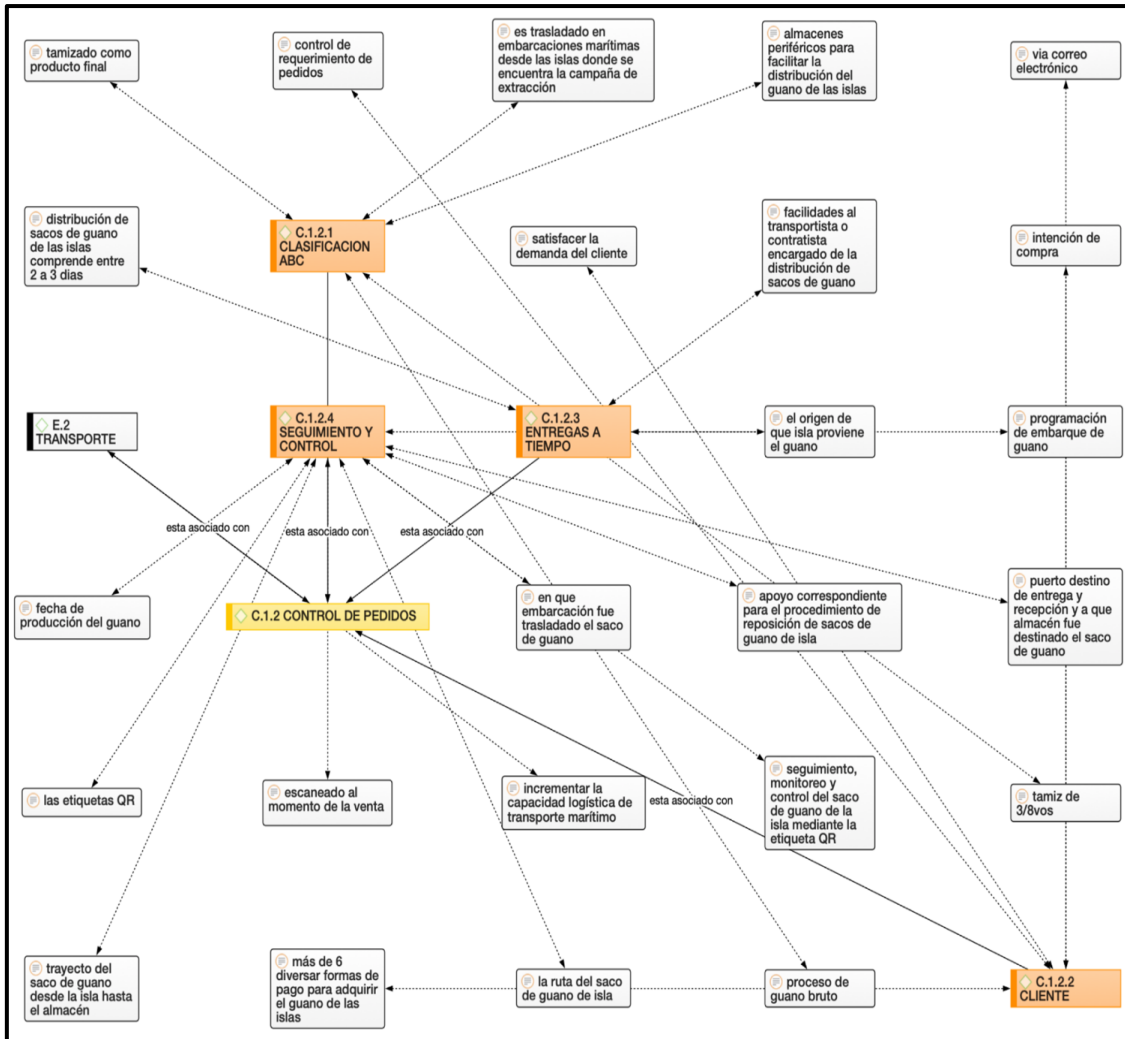 tamizado como
producto final
control de
requerimiento de
pedidos
es trasladado en
embarcaciones marítimas
desde las islas donde se
encuentra la campaña de
extracción
almacenes
periféricos para
facilitar la
distribución del
guano de las islas
via correo
electrónico
distribución de
sacos de guano
de las islas
comprende entre
2 a 3 dias
C.1.2.1
CLASIFICACION
ABC
satisfacer la
demanda del cliente
facilidades al
transportista o
contratista
encargado de la
distribución de
sacos de guano
intención de
compra
E.2
TRANSPORTE
C.1.2.4
SEGUIMIENTO Y
CONTROL
C.1.2.3
ENTREGAS A
TIEMPO
el origen de
que isla proviene
el guano
programación
de embarque de
guano
esta asociado con
esta asociado con
esta asociado con
fecha de
producción del guano
C.1.2 CONTROL DE PEDIDOS
en que
embarcación fue
trasladado el saco
de guano
apoyo correspondiente
para el procedimiento de
reposición de sacos de
guano de isla
puerto destino
de entrega y
recepción y a que
almacén fue
destinado el saco
de guano
las etiquetas QR
escaneado al
momento de la venta
incrementar la
capacidad logística de
transporte marítimo
esta asociado con
seguimiento,
monitoreo y
control del saco
de guano de la
isla mediante la
etiqueta QR
tamiz de
3/8vos
trayecto del
saco de guano
desde la isla hasta
el almacén
más de 6
diversar formas de
pago para adquirir
el guano de las
islas
la ruta del saco
de guano de isla
proceso de
guano bruto
C.1.2.2
CLIENTE